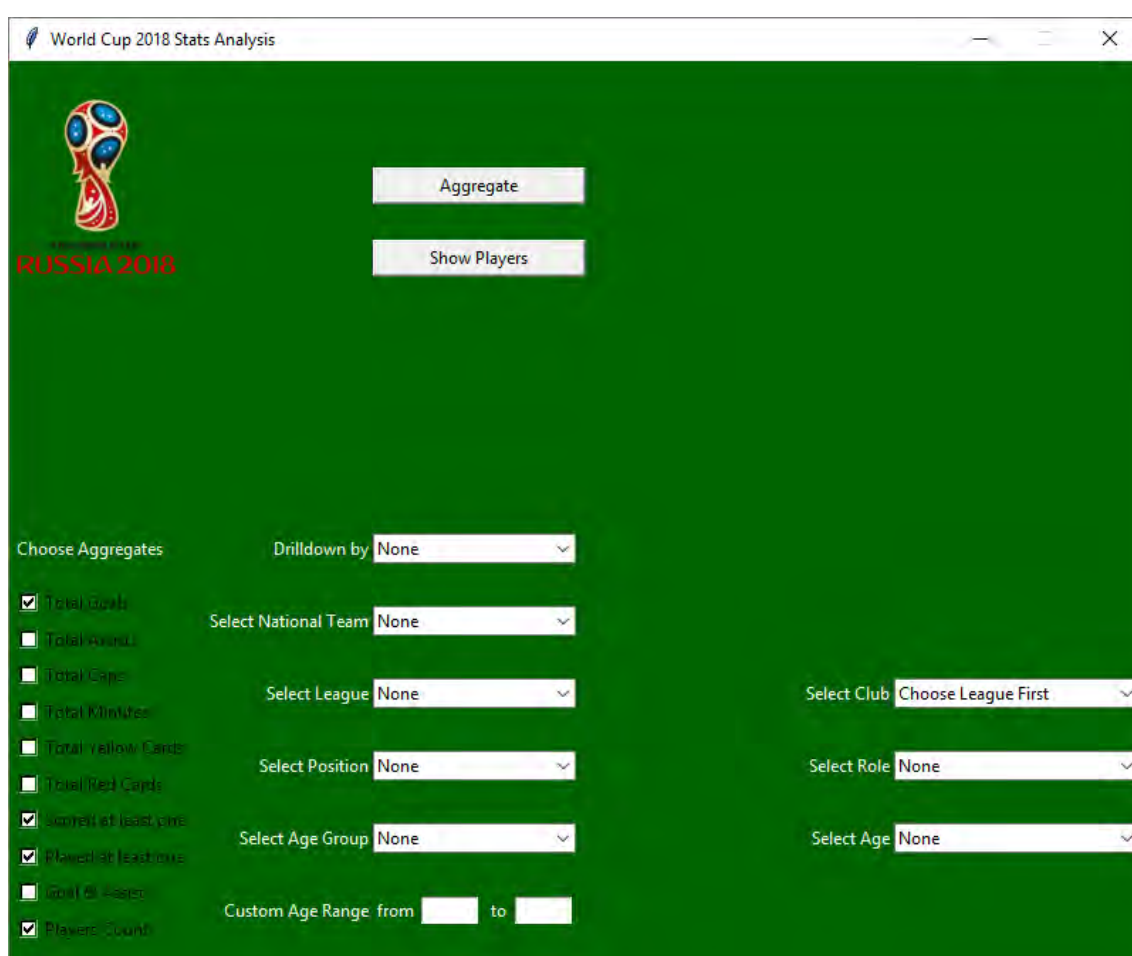 World Cup 2018 Stats Analysis
RUSSIA 2018
Aggregate
Show Players
Choose Aggregates
Drilldown by None
Total Goals
Select National Team None
Total Assists
Total Caps
Select League None
Select Club Choose League First
Total Minutes
Total Yellow Cards
Select Position None
Select Role None
Total Red Cards
Scored at least one
Select Age Group None
Select Age None
Played at least one
Goal & Assist
Custom Age Range from to
Players Count